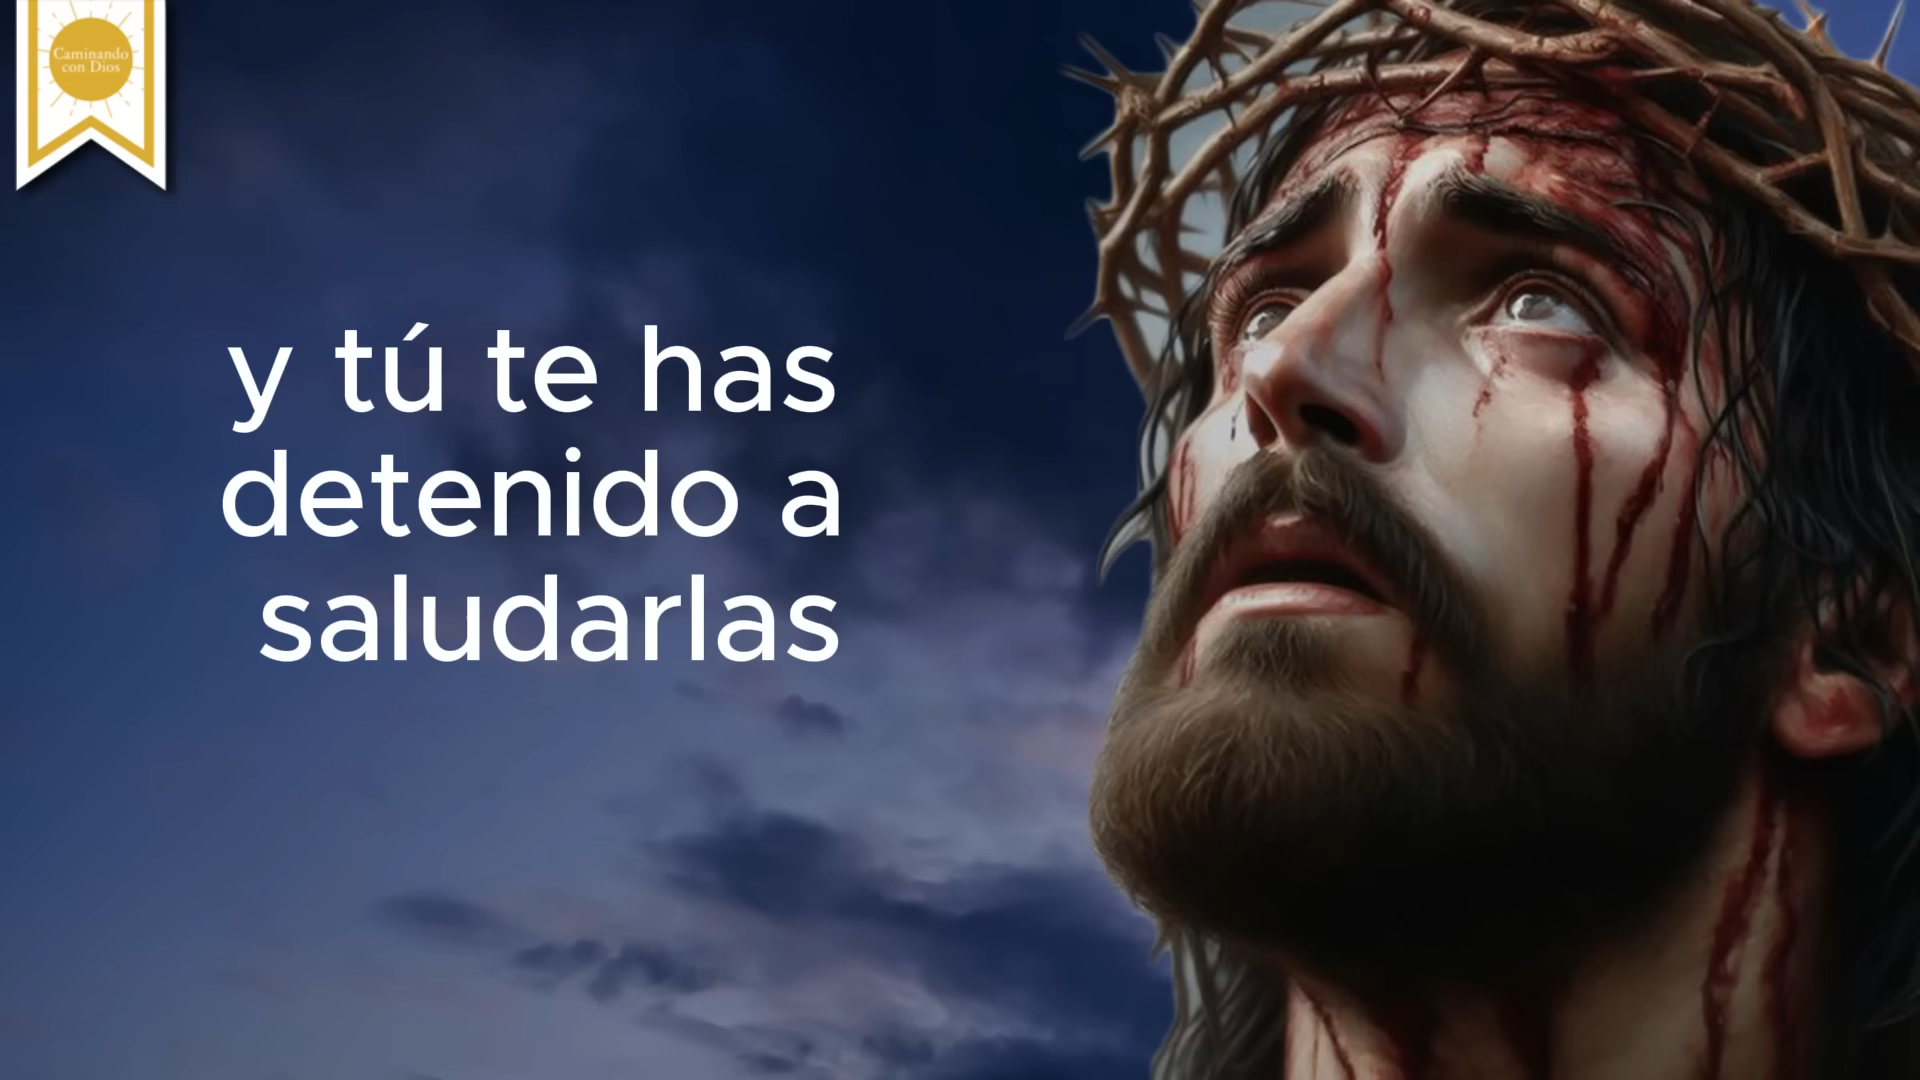 Caminando
con Dios
y tú te has
detenido a
saludarlas